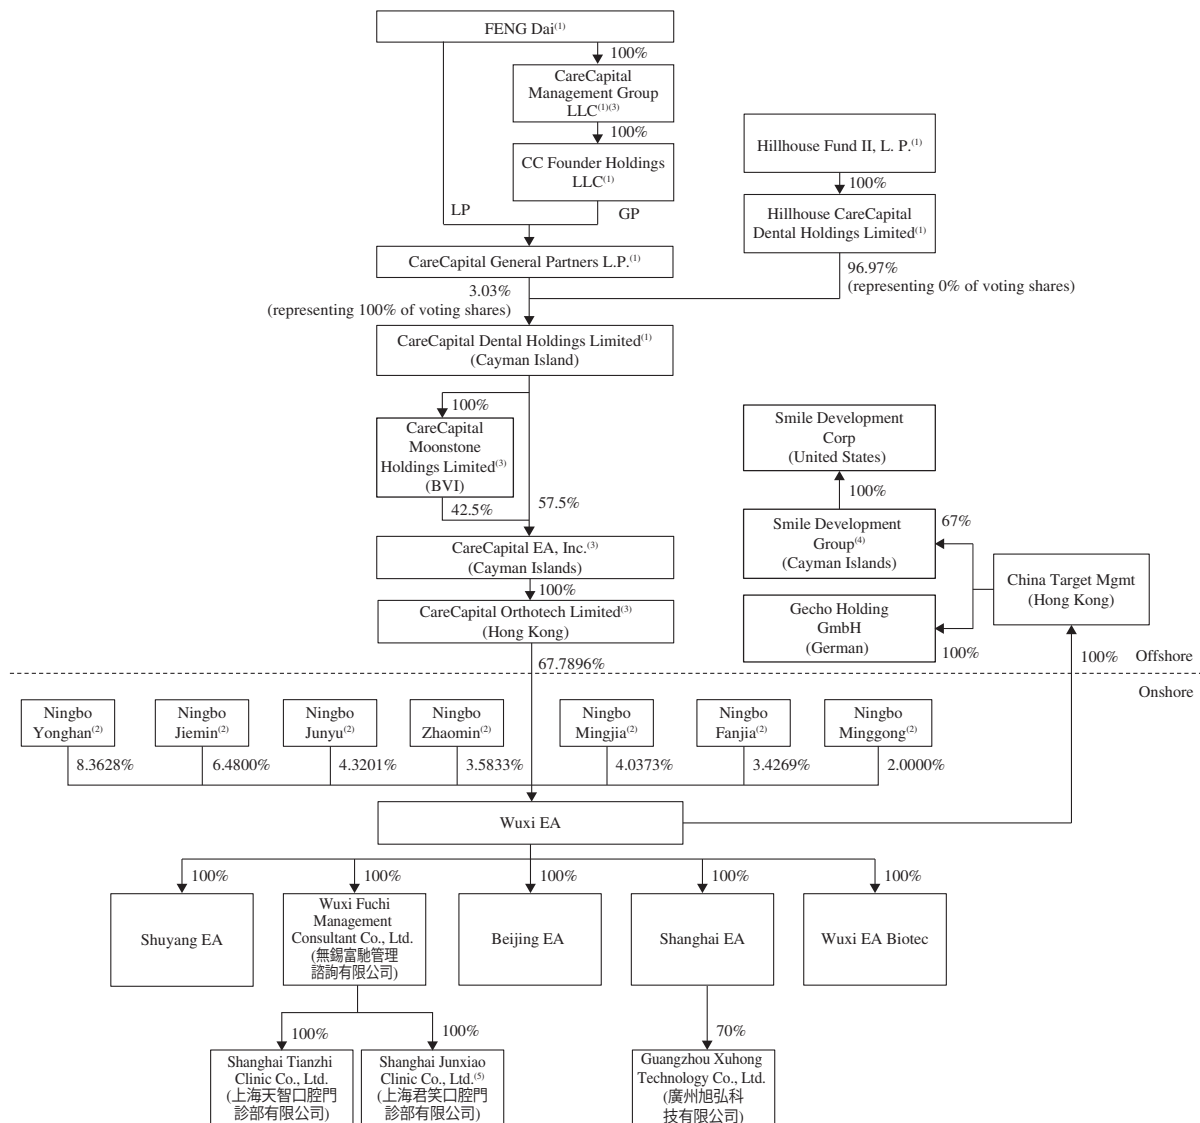 FENG Dai(1)
100%
CareCapital
Management Group
LLC(1)(3)
100%
CC Founder Holdings
LLC(1)
Hillhouse Fund II, L. P.(1)
100%
Hillhouse CareCapital
Dental Holdings Limited(1)
LP
GP
CareCapital General Partners L.P.(1)
3.03%
(representing 100% of voting shares)
96.97%
(representing 0% of voting shares)
CareCapital Dental Holdings Limited(1)
(Cayman Island)
100%
CareCapital
Moonstone
Holdings Limited(3)
(BVI)
42.5%
57.5%
CareCapital EA, Inc.(3)
(Cayman Islands)
100%
CareCapital Orthotech Limited(3)
(Hong Kong)
67.7896%
Smile Development
Corp
(United States)
100%
Smile Development
Group(4)
(Cayman Islands)
67%
China Target Mgmt
(Hong Kong)
Gecho Holding
GmbH
(German)
100%
100%
Offshore
Onshore
Ningbo
Yonghan(2)
Ningbo
Jiemin(2)
Ningbo
Junyu(2)
Ningbo
Zhaomin(2)
Ningbo
Mingjia(2)
Ningbo
Fanjia(2)
Ningbo
Minggong(2)
8.3628%
6.4800%
4.3201%
3.5833%
4.0373%
3.4269%
2.0000%
Wuxi EA
100%
100%
100%
100%
100%
Shuyang EA
Wuxi Fuchi
Management
Consultant Co., Ltd.
(無錫富馳管理
諮詢有限公司)
Beijing EA
Shanghai EA
Wuxi EA Biotec
100%
100%
70%
Shanghai Tianzhi
Clinic Co., Ltd.
(上海天智口腔門
診部有限公司)
Shanghai Junxiao
Clinic Co., Ltd.(5)
(上海君笑口腔門
診部有限公司)
Guangzhou Xuhong
Technology Co., Ltd.
(廣州旭弘科
技有限公司)